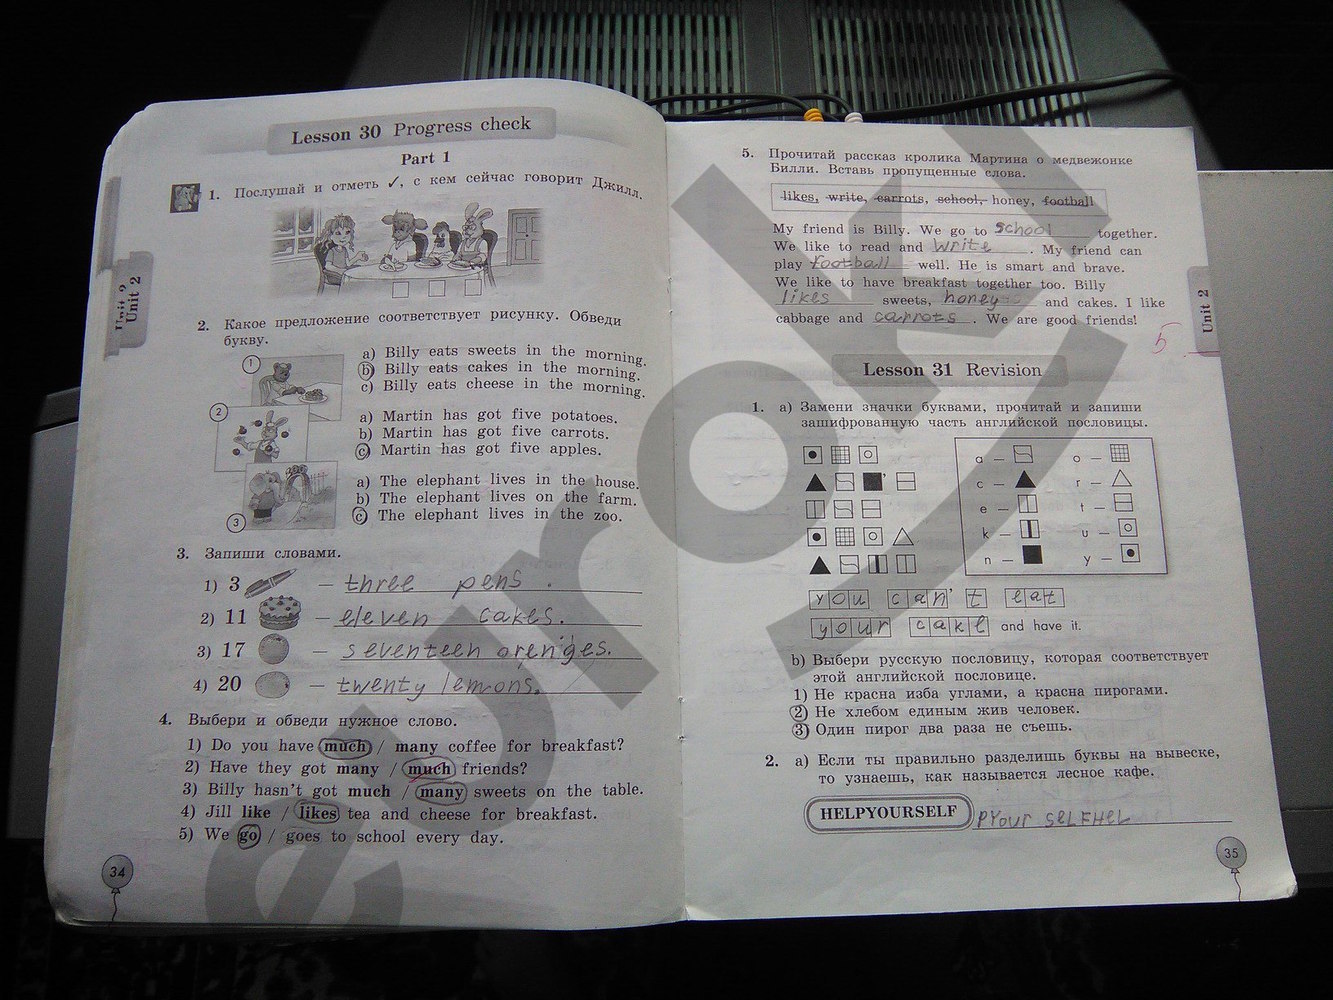 Lesson 30 Progress check
Part 1
1. Послушай и отметь ✓, с кем сейчас говорит Джилл.
Unit 2
Unit 2
2. Какое предложение соответствует рисунку. Обведи
букву.
1
a) Billy eats sweets in the morning.
b) Billy eats cakes in the morning.
c) Billy eats cheese in the morning.
2
a) Martin has got five potatoes.
b) Martin has got five carrots.
c) Martin has got five apples.
a) The elephant lives in the house.
b) The elephant lives on the farm.
c) The elephant lives in the zoo.
3
3. Запиши словами.
1) 3 — three pens.
2) 11 — eleven cakes.
3) 17 — seventeen orenges.
4) 20 — twenty lemons.
4. Выбери и обведи нужное слово.
1) Do you have much / many coffee for breakfast?
2) Have they got many / much friends?
3) Billy hasn't got much / many sweets on the table.
4) Jill like / likes tea and cheese for breakfast.
5) We go / goes to school every day.
34
5. Прочитай рассказ кролика Мартина о медвежонке
Билли. Вставь пропущенные слова.
likes, write, carrots, school, honey, football
My friend is Billy. We go to school together.
We like to read and write. My friend can
play football well. He is smart and brave.
We like to have breakfast together too. Billy
likes sweets, honey and cakes. I like
cabbage and carrots. We are good friends!
Unit 2
5
Lesson 31 Revision
1. a) Замени значки буквами, прочитай и запиши
зашифрованную часть английской пословицы.
a — o —
c — r —
e — t —
k — u —
n — y —
you can't eat
your cake and have it.
b) Выбери русскую пословицу, которая соответствует
этой английской пословице.
1) Не красна изба углами, а красна пирогами.
2) Не хлебом единым жив человек.
3) Один пирог два раза не съешь.
2. a) Если ты правильно разделишь буквы на вывеске,
то узнаешь, как называется лесное кафе.
HELPYOURSELF PYour SELFHEL
35
euroki